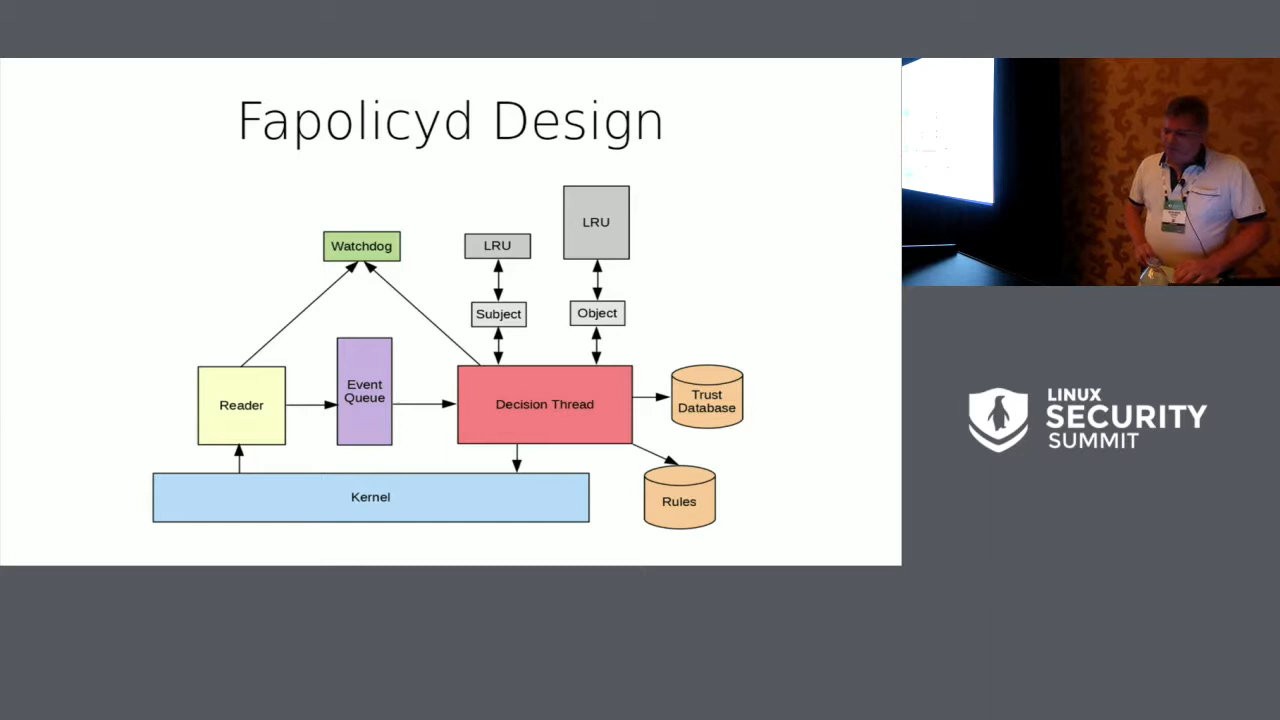 Fapolicyd Design
LRU
Watchdog
LRU
Subject
Object
Event
Queue
Reader
Decision Thread
Trust
Database
Kernel
Rules
LINUX
SECURITY
SUMMIT